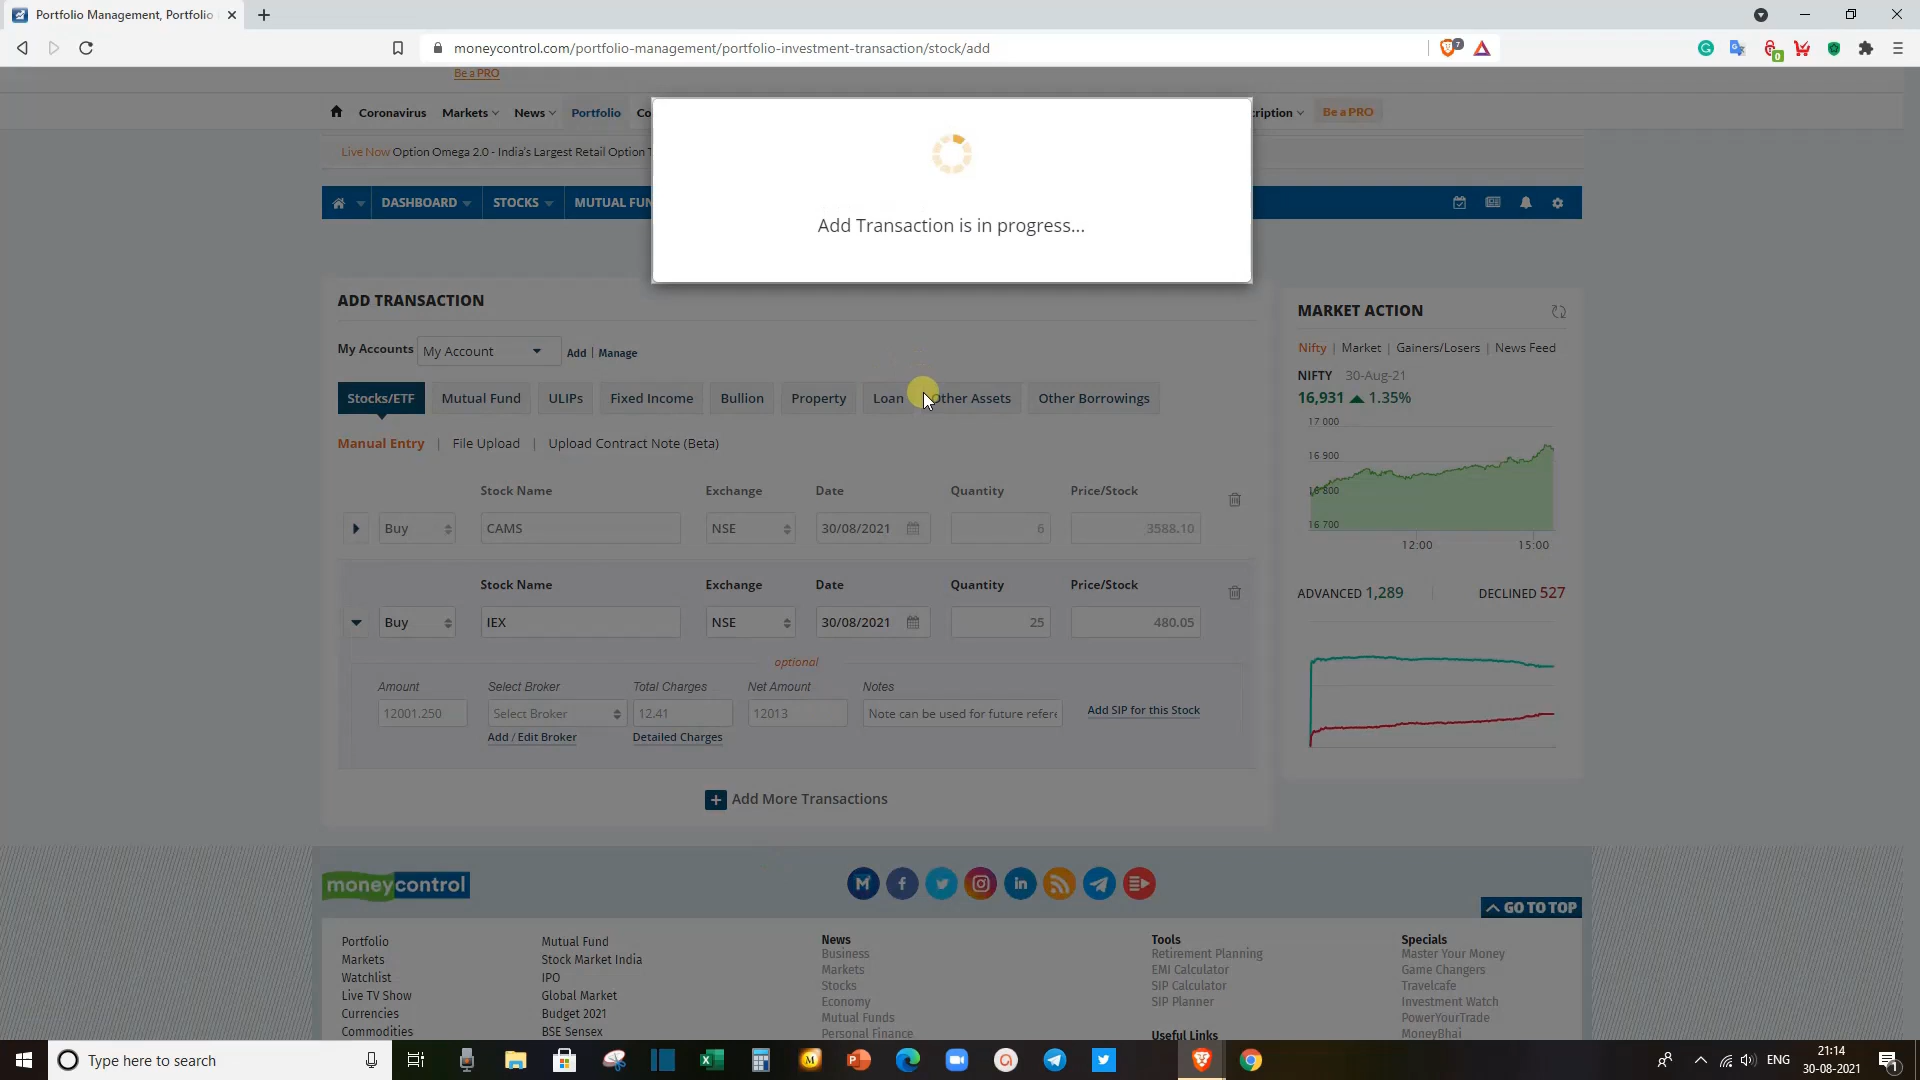 Portfolio Management, Portfolio
moneycontrol.com/portfolio-management/portfolio-investment-transaction/stock/add
7
0
Be a PRO
Coronavirus Markets News Portfolio Co
ription Be a PRO
Live Now Option Omega 2.0 - India's Largest Retail Option T
DASHBOARD STOCKS MUTUAL FUN
Add Transaction is in progress...
ADD TRANSACTION
My Accounts My Account Add | Manage
Stocks/ETF Mutual Fund ULIPs Fixed Income Bullion Property Loan Other Assets Other Borrowings
Manual Entry | File Upload | Upload Contract Note (Beta)
Stock Name Exchange Date Quantity Price/Stock
Buy CAMS NSE 30/08/2021 6 3588.10
Stock Name Exchange Date Quantity Price/Stock
Buy IEX NSE 30/08/2021 25 480.05
optional
Amount Select Broker Total Charges Net Amount Notes
12001.250 Select Broker 12.41 12013 Note can be used for future refere Add SIP for this Stock
Add / Edit Broker Detailed Charges
Add More Transactions
MARKET ACTION
Nifty | Market | Gainers/Losers | News Feed
NIFTY 30-Aug-21
16,931 1.35%
17 000
16 900
16 800
16 700
12:00 15:00
ADVANCED 1,289 DECLINED 527
moneycontrol
GO TO TOP
Portfolio
Markets
Watchlist
Live TV Show
Currencies
Commodities
Mutual Fund
Stock Market India
IPO
Global Market
Budget 2021
BSE Sensex
News
Business
Markets
Stocks
Economy
Mutual Funds
Personal Finance
Tools
Retirement Planning
EMI Calculator
SIP Calculator
SIP Planner
Useful Links
Specials
Master Your Money
Game Changers
Travelcafe
Investment Watch
PowerYourTrade
MoneyBhai
Type here to search
ENG
21:14
30-08-2021
1